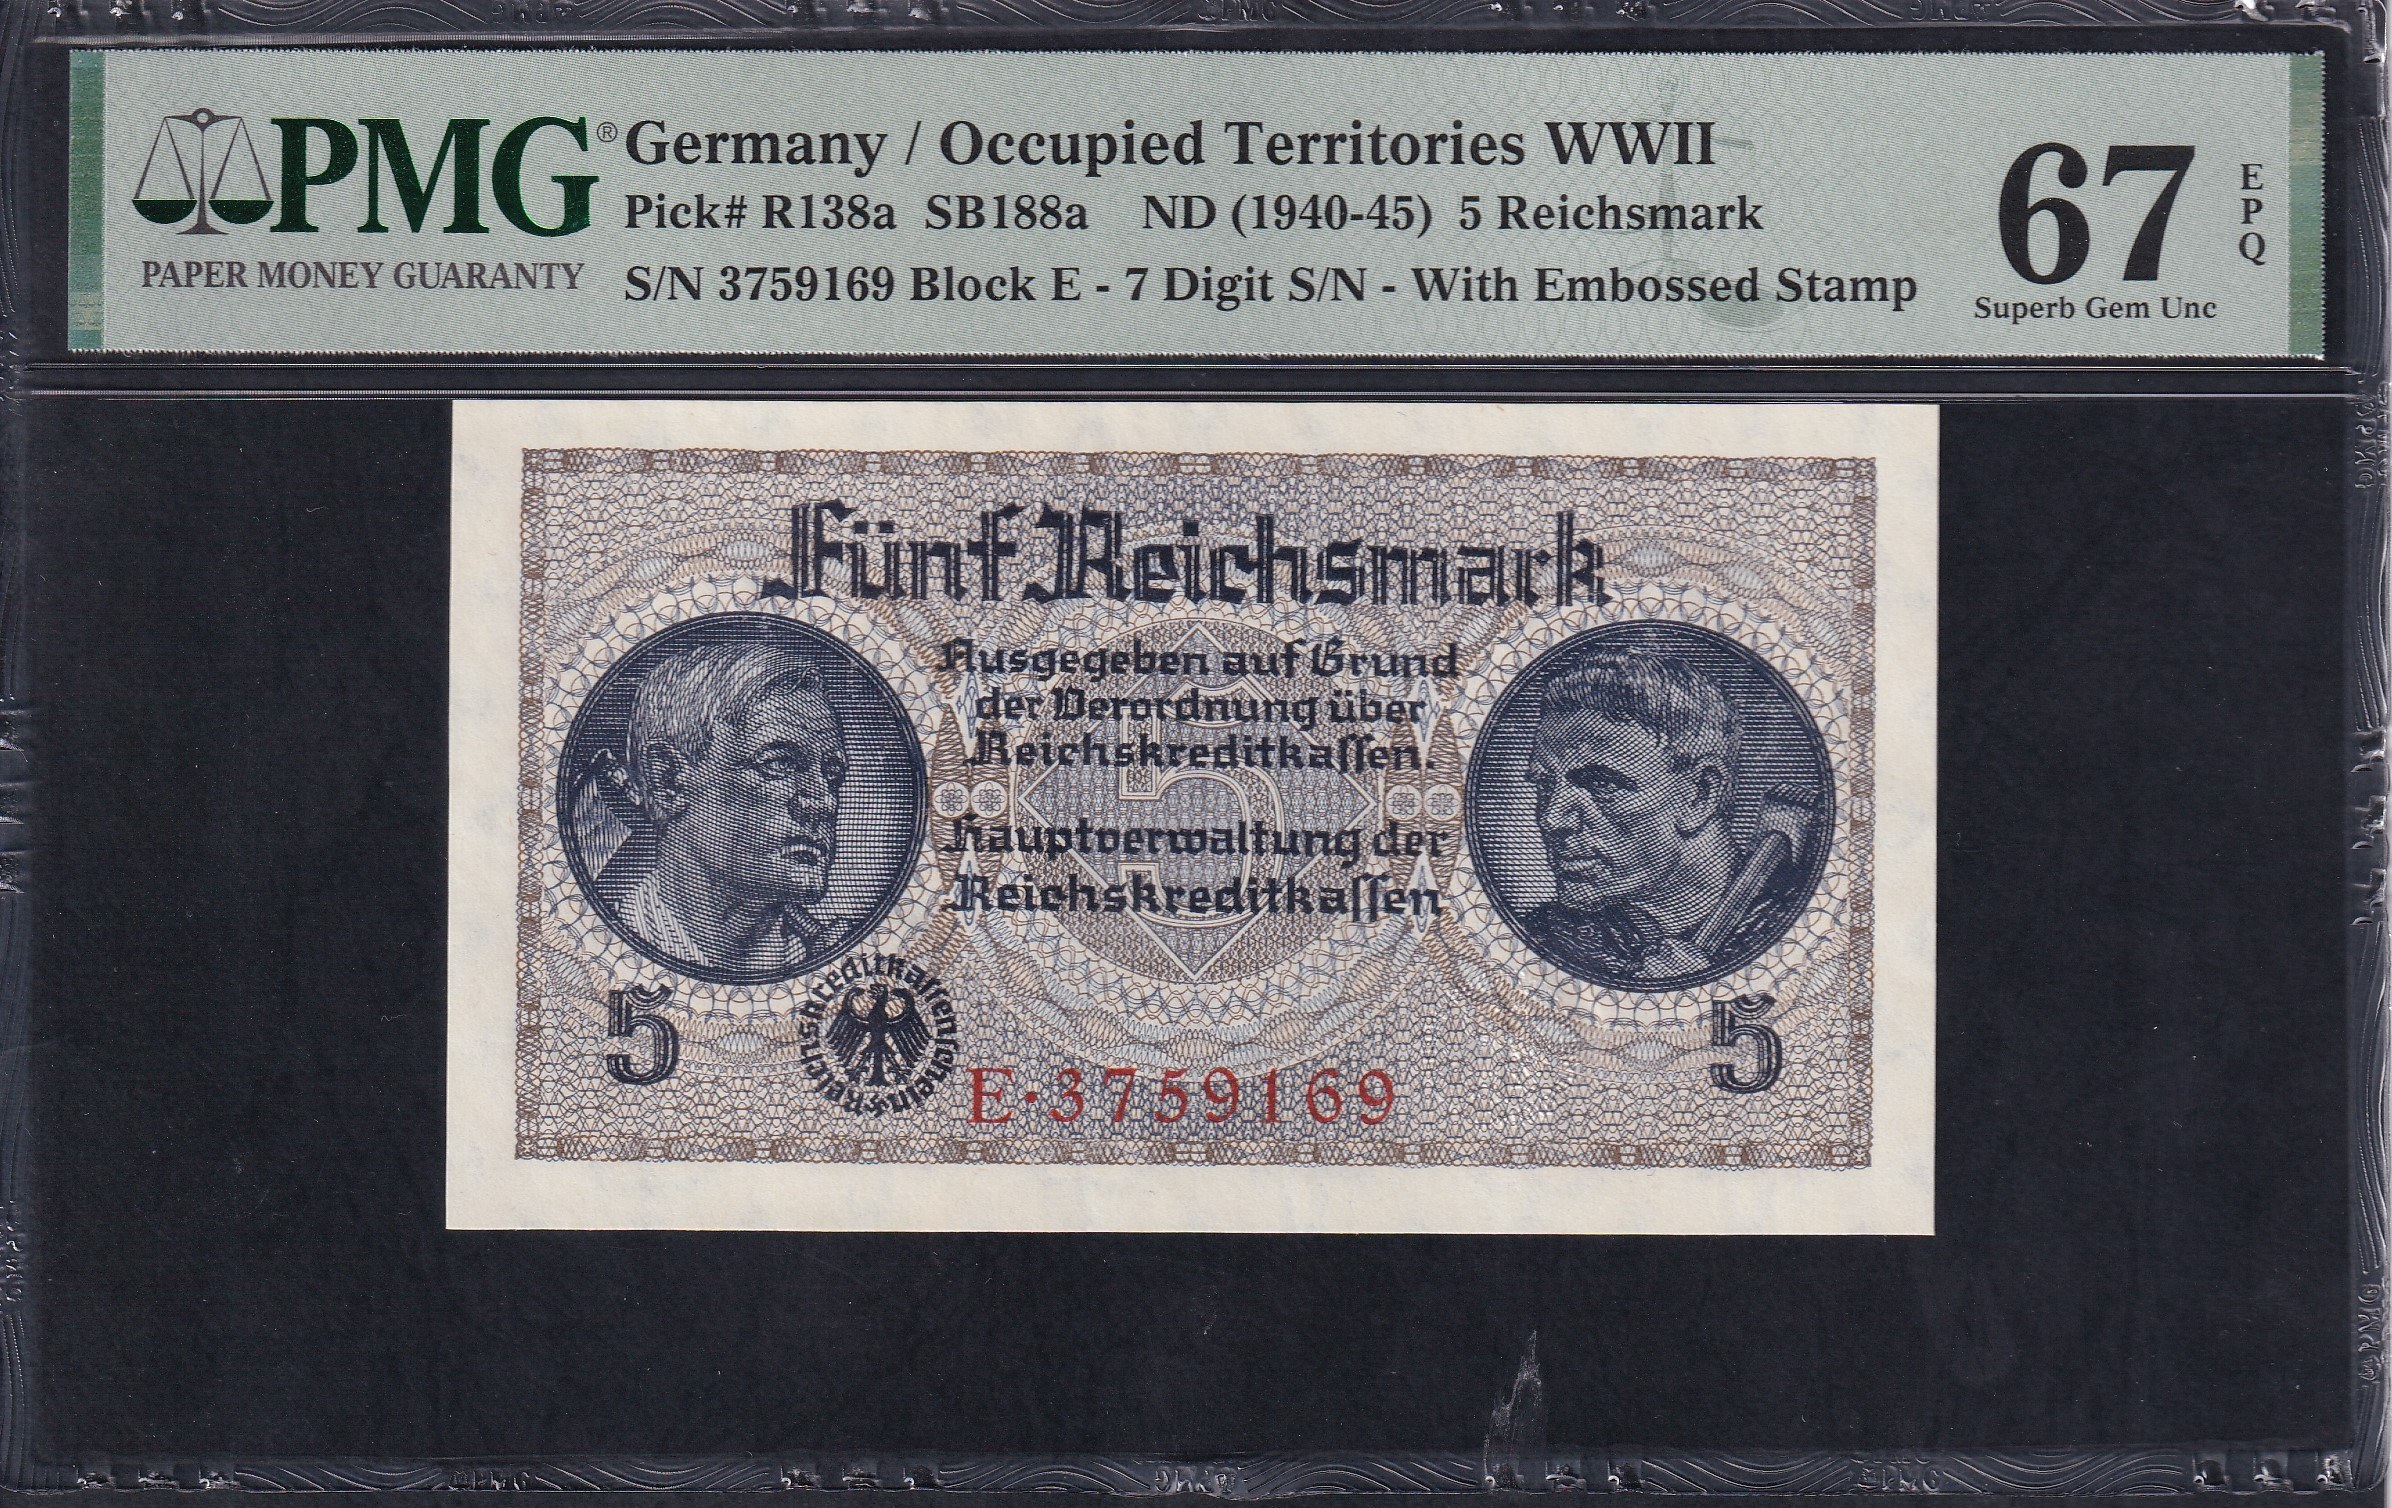 PMG®
PAPER MONEY GUARANTY
Germany / Occupied Territories WWII
Pick# R138a SB188a ND (1940-45) 5 Reichsmark
S/N 3759169 Block E - 7 Digit S/N - With Embossed Stamp
67
EPQ
Superb Gem Unc
Fünf Reichsmark
Ausgegeben auf Grund
der Verordnung über
Reichskreditkaſſen.
5
Hauptverwaltung der
Reichskreditkaſſen
5
Reichskreditkaſſenschein
E·3759169
5